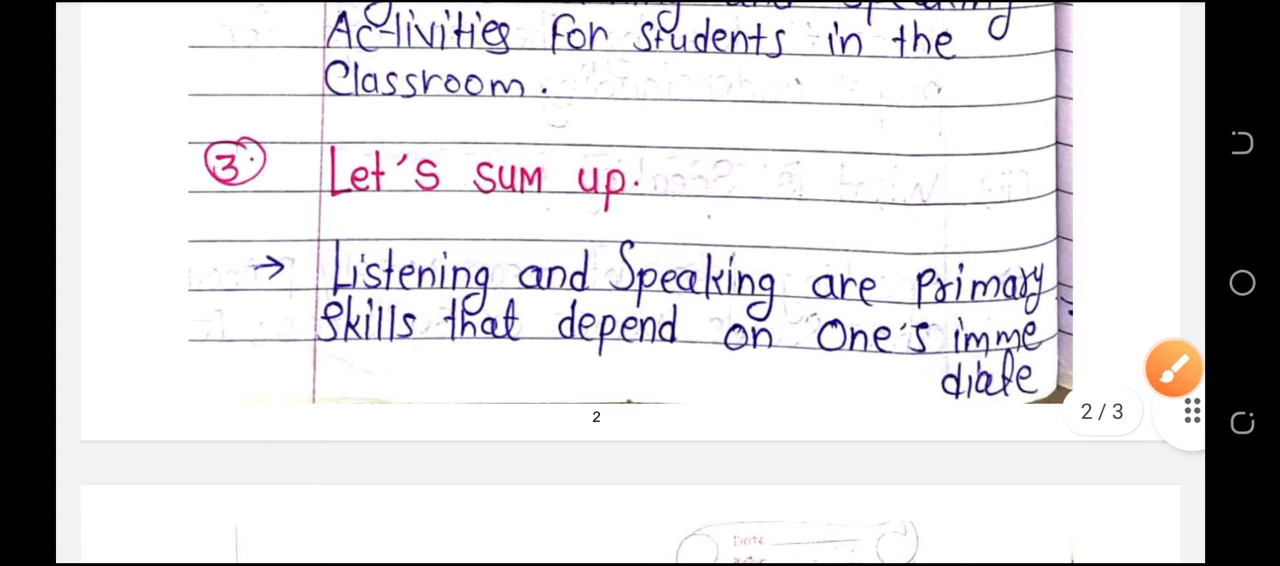 Activities for students in the
Classroom.
3 Let's sum up.
→ Listening and Speaking are Primary
skills that depend on One's imme
diate
2
2 / 3
Date